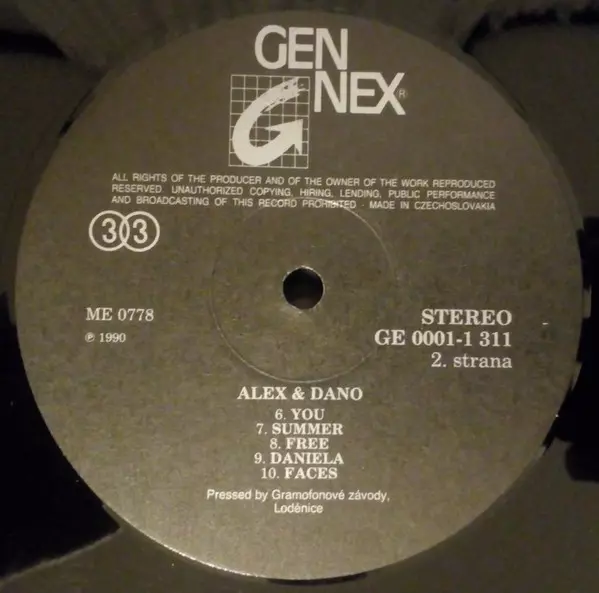 GEN
NEX®
ALL RIGHTS OF THE PRODUCER AND OF THE OWNER OF THE WORK REPRODUCED
RESERVED. UNAUTHORIZED COPYING, HIRING, LENDING, PUBLIC PERFORMANCE
AND BROADCASTING OF THIS RECORD PROHIBITED - MADE IN CZECHOSLOVAKIA
33
ME 0778
℗ 1990
STEREO
GE 0001-1 311
2. strana
ALEX & DANO
6. YOU
7. SUMMER
8. FREE
9. DANIELA
10. FACES
Pressed by Gramofonové závody,
Loděnice